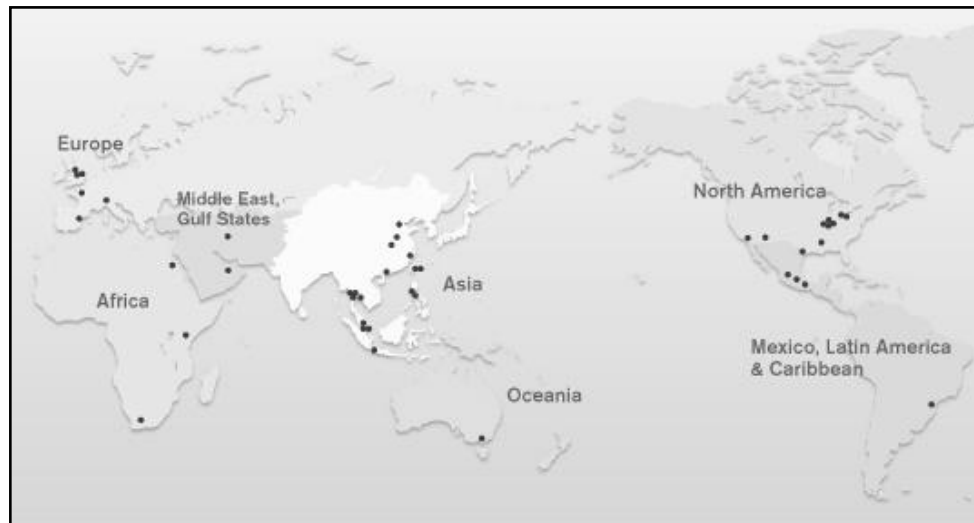 Europe
Middle East,
Gulf States
North America
Asia
Africa
Mexico, Latin America
& Caribbean
Oceania